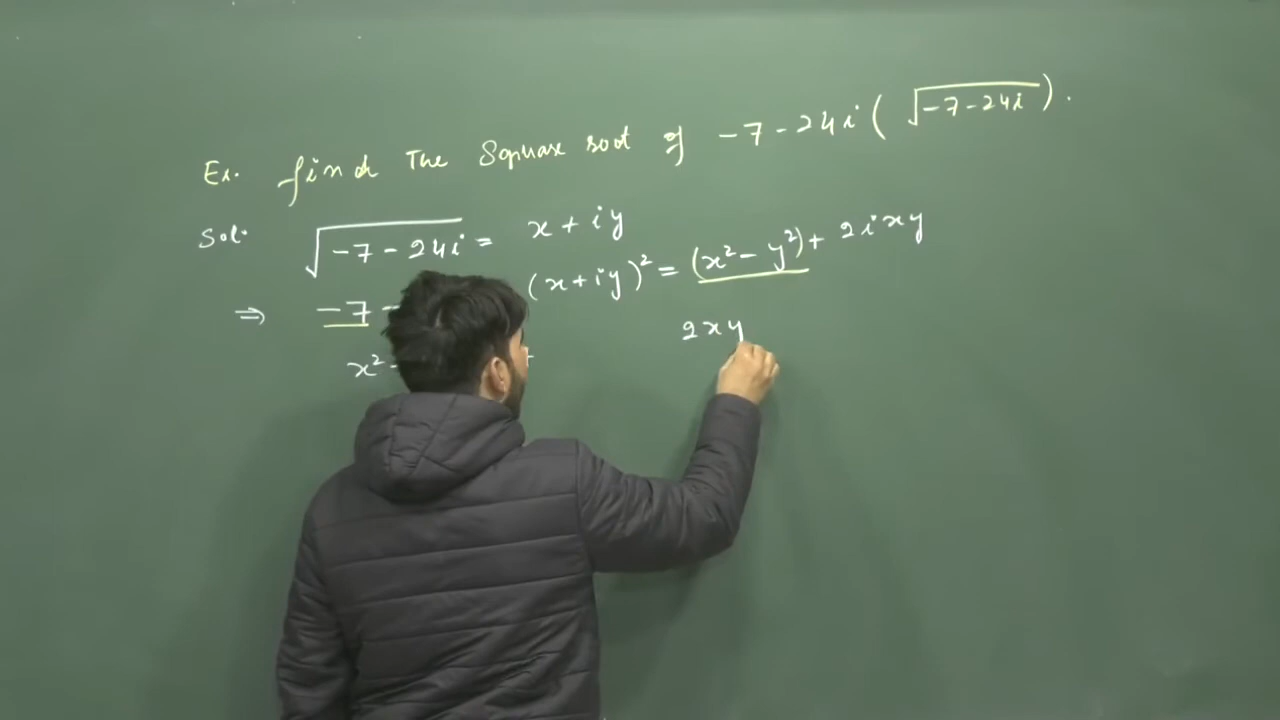 Ex. find The Square root of -7-24i ( √-7-24i ).
Sol. √-7-24i = x+iy
⇒ -7- (x+iy)² = (x²-y²)+2ixy
x²- 2xy